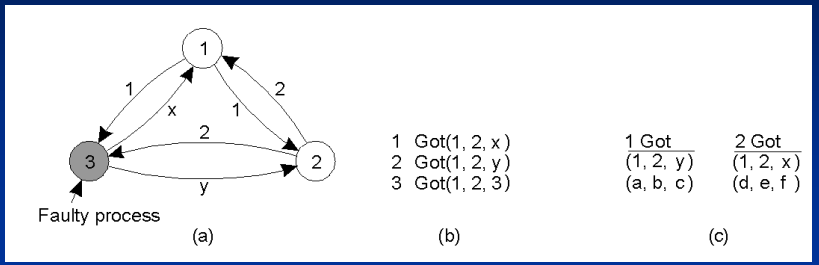 1
1
2
x
1
2
3
2
y
Faulty process
(a)
1 Got(1, 2, x)
2 Got(1, 2, y)
3 Got(1, 2, 3)
(b)
1 Got
2 Got
(1, 2, y)
(1, 2, x)
(a, b, c)
(d, e, f)
(c)